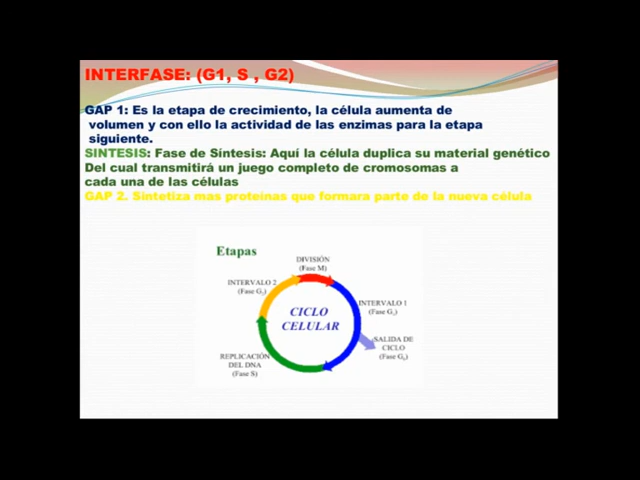 INTERFASE: (G1, S , G2)
GAP 1: Es la etapa de crecimiento, la célula aumenta de
volumen y con ello la actividad de las enzimas para la etapa
siguiente.
SINTESIS: Fase de Síntesis: Aquí la célula duplica su material genético
Del cual transmitirá un juego completo de cromosomas a
cada una de las células
GAP 2. Sintetiza mas proteínas que formara parte de la nueva célula
Etapas
DIVISIÓN
(Fase M)
INTERVALO 2
(Fase G₂)
INTERVALO 1
(Fase G₁)
CICLO
CELULAR
SALIDA DE
CICLO
(Fase G₀)
REPLICACIÓN
DEL DNA
(Fase S)